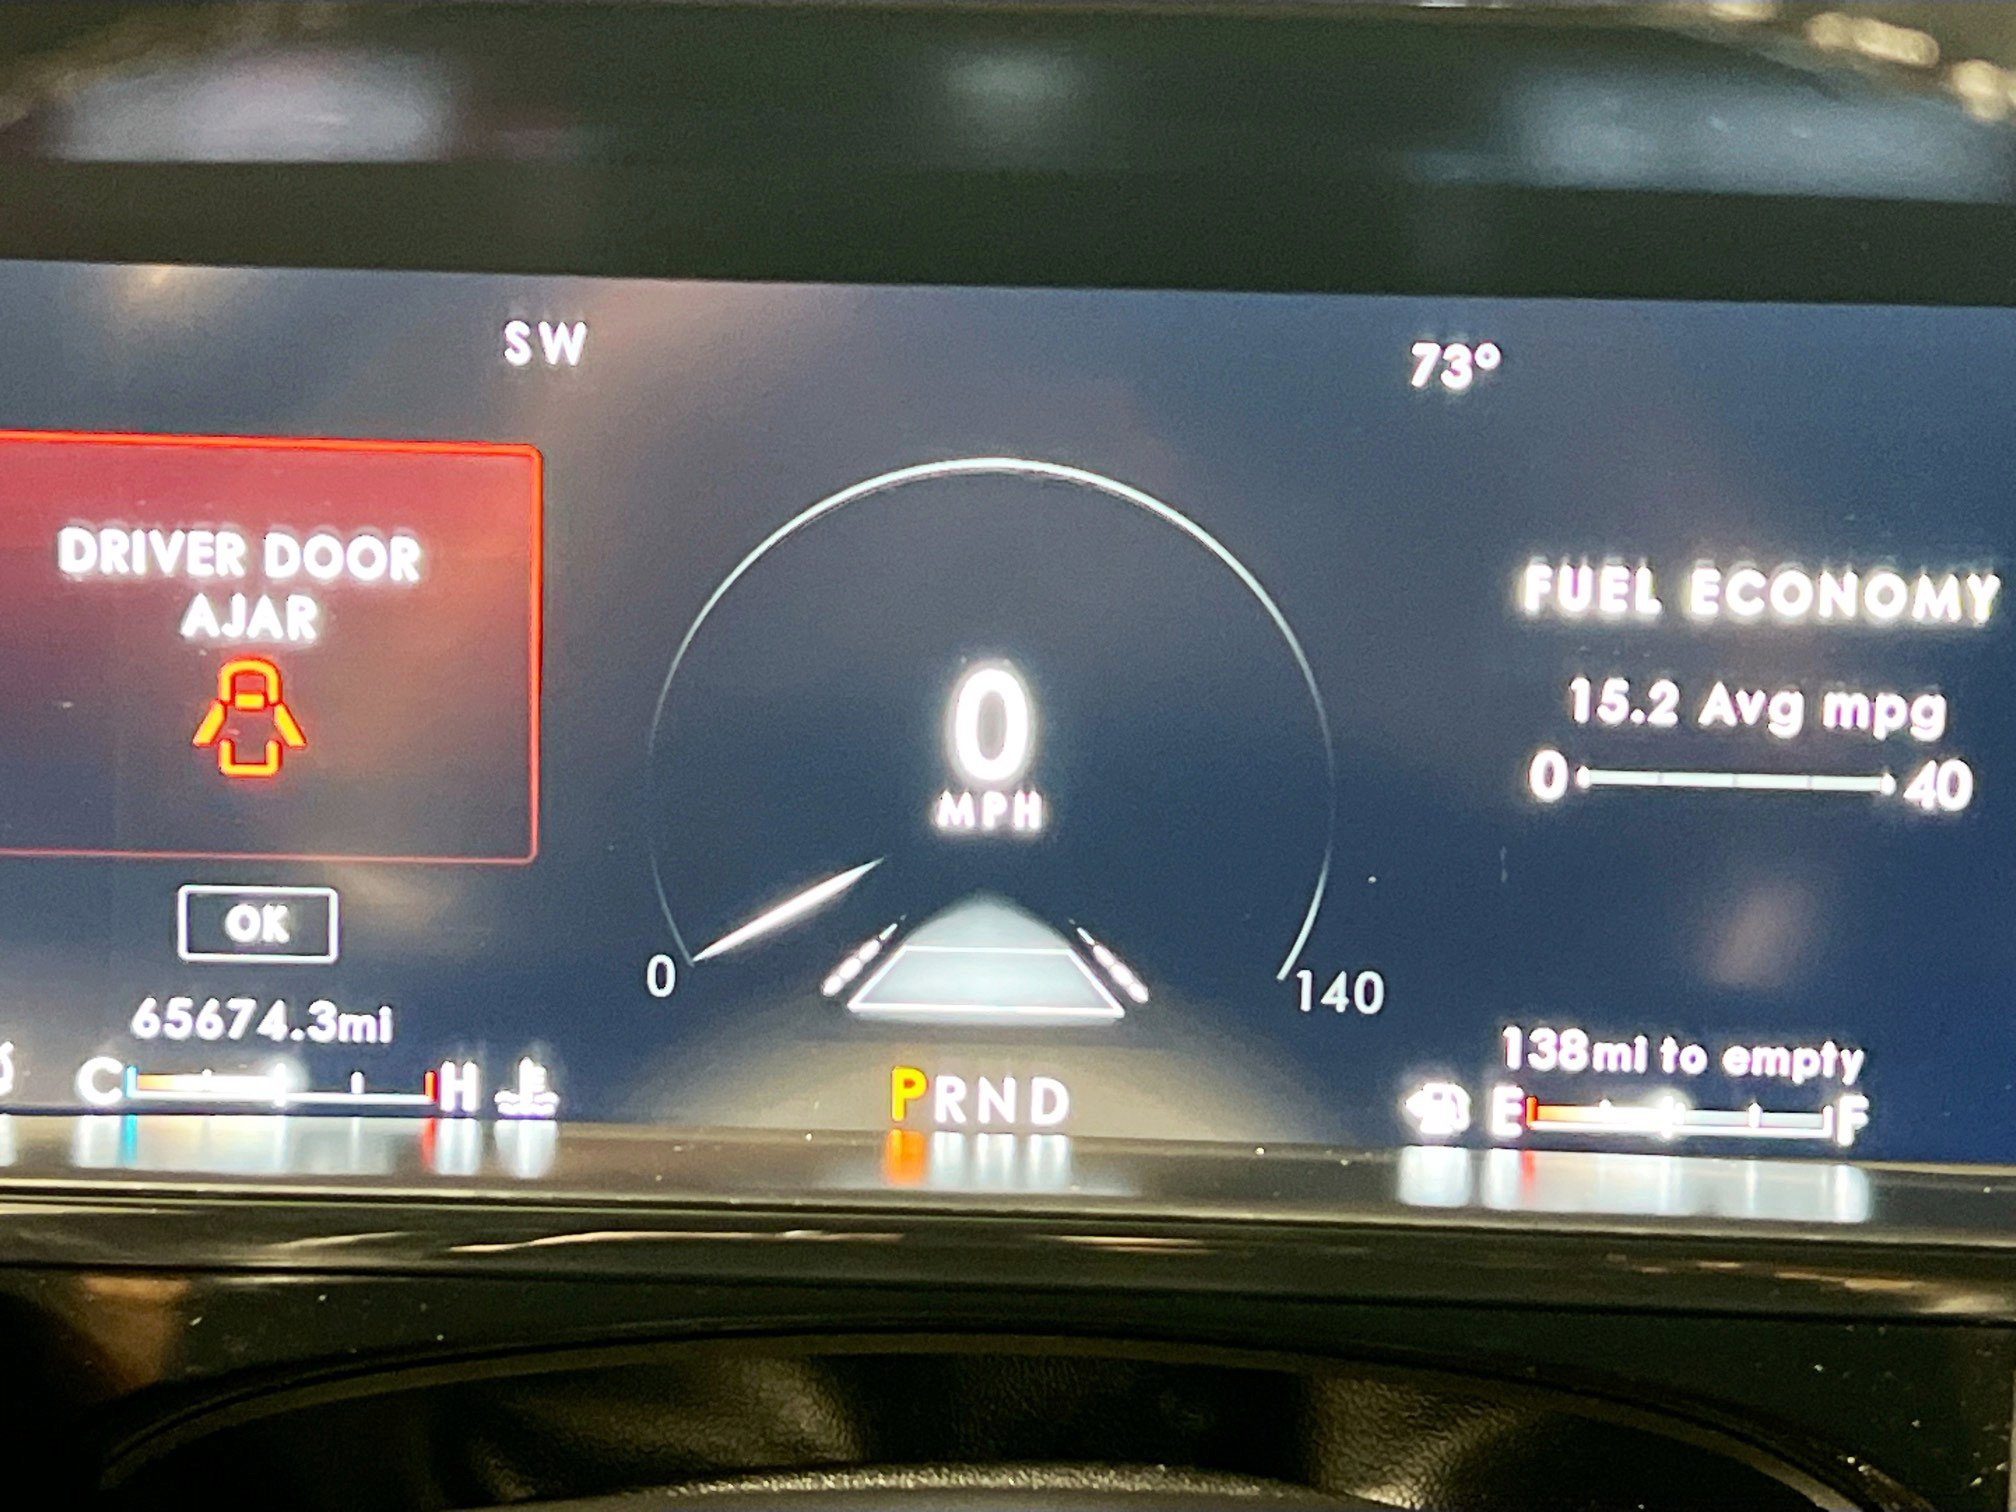 SW
73°
DRIVER DOOR
AJAR
OK
65674.3mi
C H
0
MPH
0 140
PRND
FUEL ECONOMY
15.2 Avg mpg
0 40
138mi to empty
E F